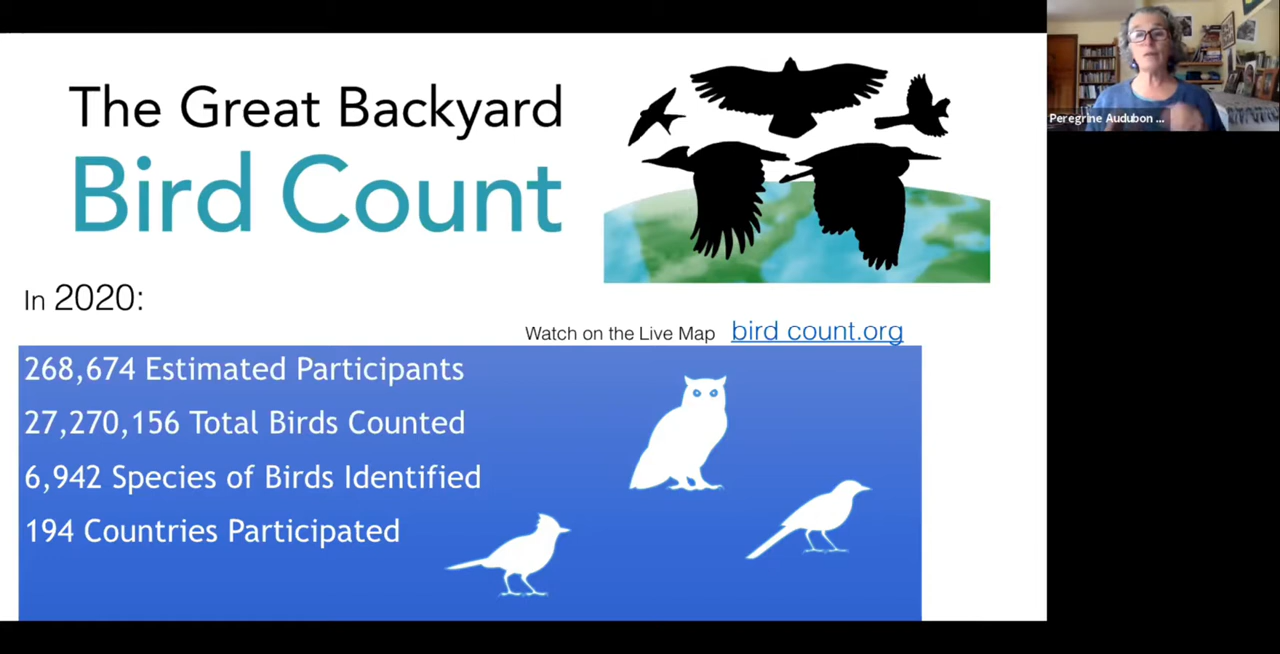 The Great Backyard
Bird Count
In 2020:
Watch on the Live Map bird count.org
268,674 Estimated Participants
27,270,156 Total Birds Counted
6,942 Species of Birds Identified
194 Countries Participated
Peregrine Audubon ...